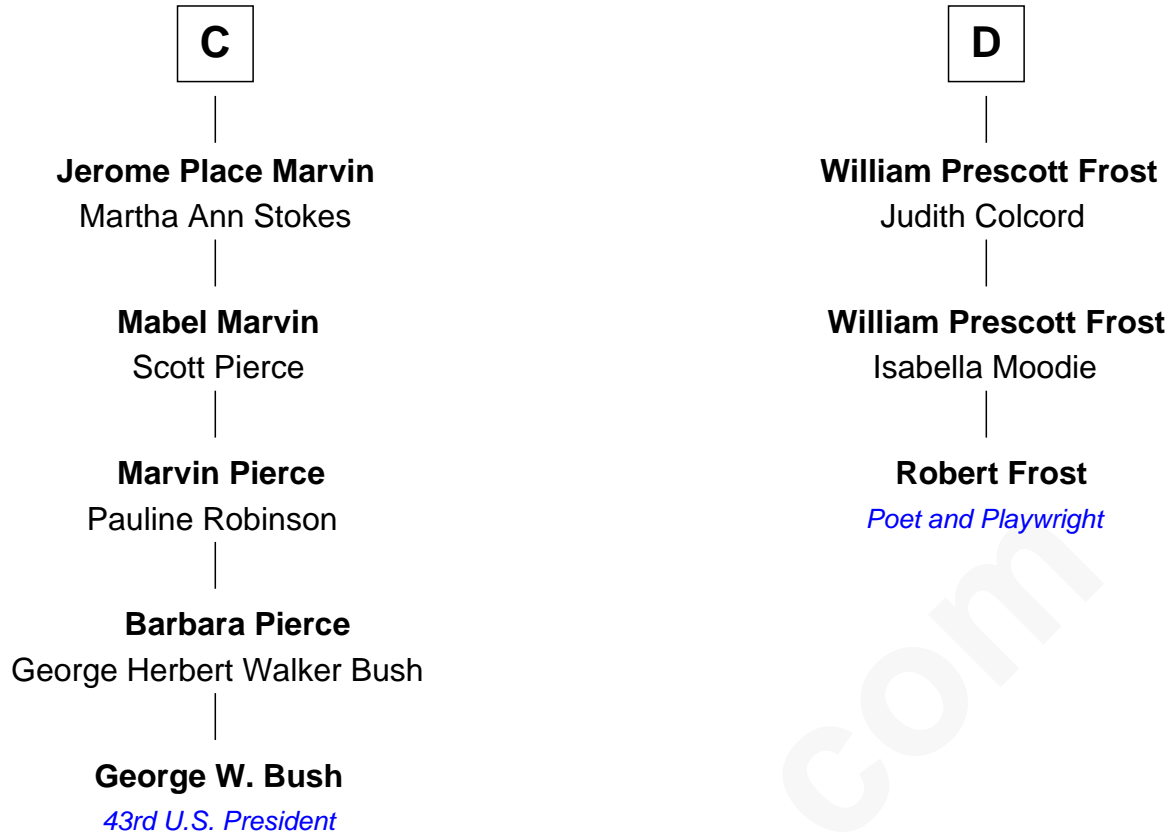 C
Jerome Place Marvin
Martha Ann Stokes
Mabel Marvin
Scott Pierce
Marvin Pierce
Pauline Robinson
Barbara Pierce
George Herbert Walker Bush
George W. Bush
43rd U.S. President
D
William Prescott Frost
Judith Colcord
William Prescott Frost
Isabella Moodie
Robert Frost
Poet and Playwright
com